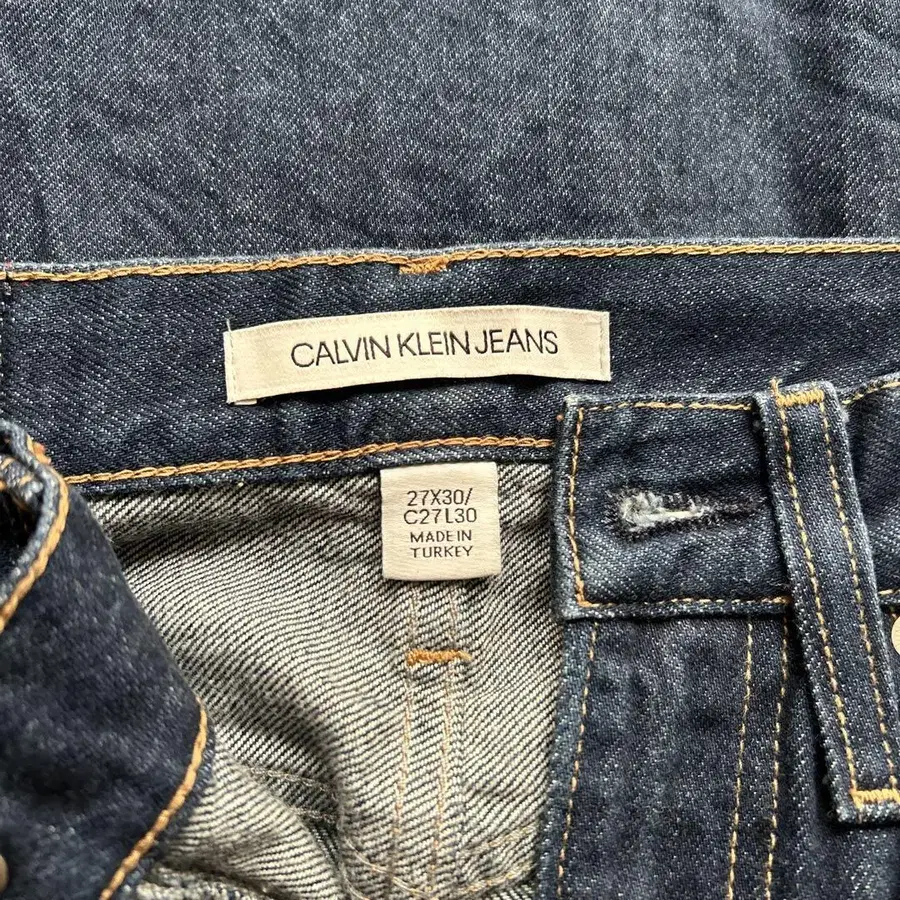 CALVIN KLEIN JEANS
27X30/
C27L30
MADE IN
TURKEY